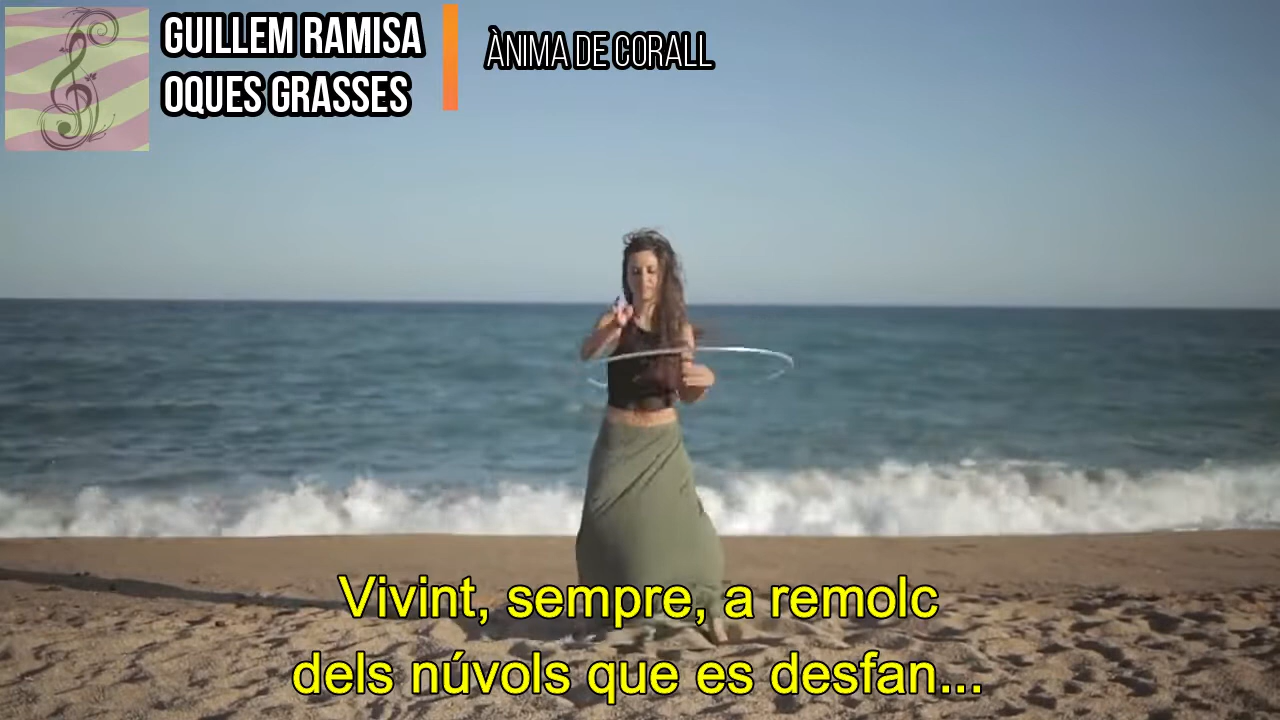 GUILLEM RAMISA
OQUES GRASSES
ÀNIMA DE CORALL
Vivint, sempre, a remolc
dels núvols que es desfan...